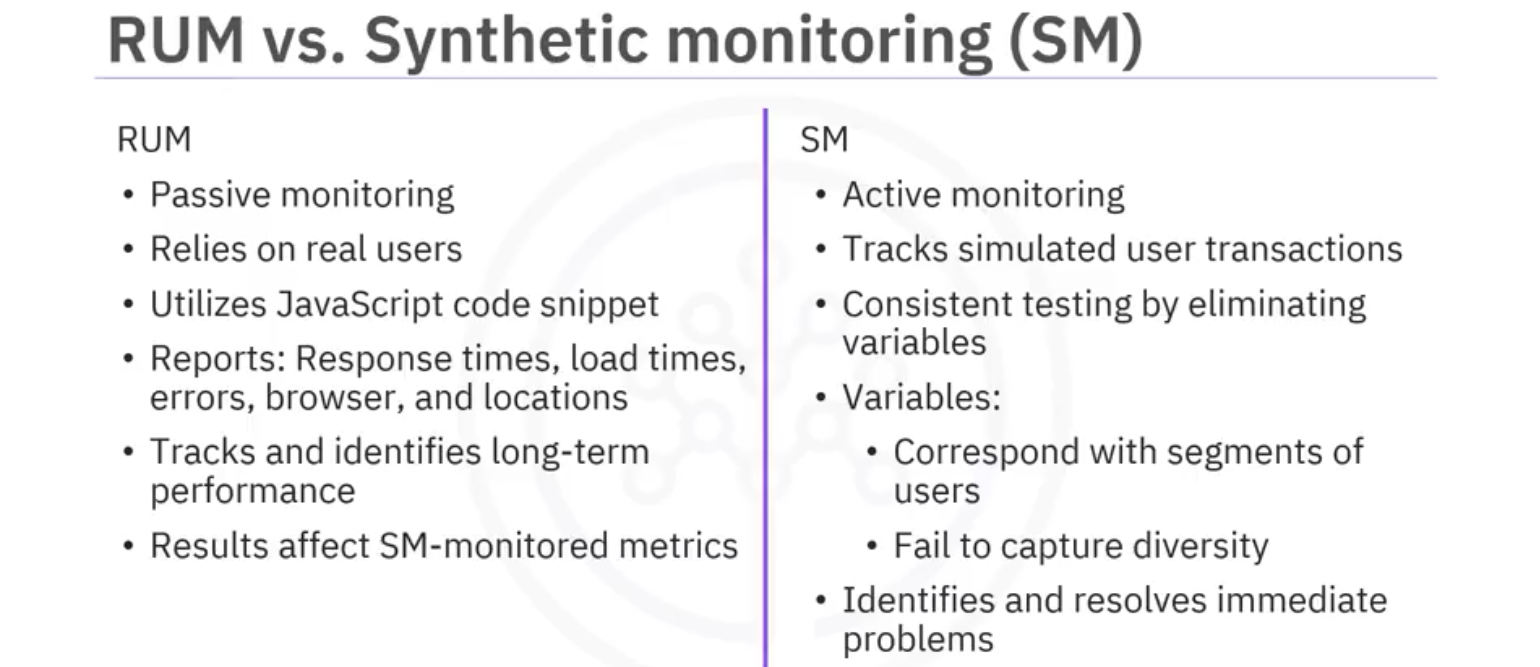 RUM vs. Synthetic monitoring (SM)
RUM
• Passive monitoring
• Relies on real users
• Utilizes JavaScript code snippet
• Reports: Response times, load times,
errors, browser, and locations
• Tracks and identifies long-term
performance
• Results affect SM-monitored metrics
SM
• Active monitoring
• Tracks simulated user transactions
• Consistent testing by eliminating
variables
• Variables:
• Correspond with segments of
users
• Fail to capture diversity
• Identifies and resolves immediate
problems